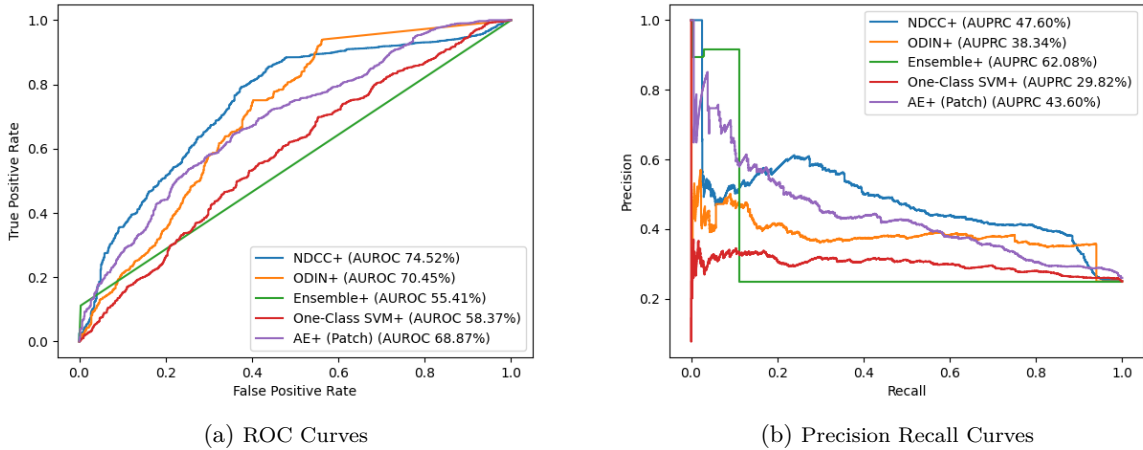 1.0
0.8
0.6
0.4
0.2
0.0
True Positive Rate
NDCC+ (AUROC 74.52%)
ODIN+ (AUROC 70.45%)
Ensemble+ (AUROC 55.41%)
One-Class SVM+ (AUROC 58.37%)
AE+ (Patch) (AUROC 68.87%)
0.0 0.2 0.4 0.6 0.8 1.0
False Positive Rate
(a) ROC Curves
1.0
0.8
0.6
0.4
0.2
Precision
NDCC+ (AUPRC 47.60%)
ODIN+ (AUPRC 38.34%)
Ensemble+ (AUPRC 62.08%)
One-Class SVM+ (AUPRC 29.82%)
AE+ (Patch) (AUPRC 43.60%)
0.0 0.2 0.4 0.6 0.8 1.0
Recall
(b) Precision Recall Curves